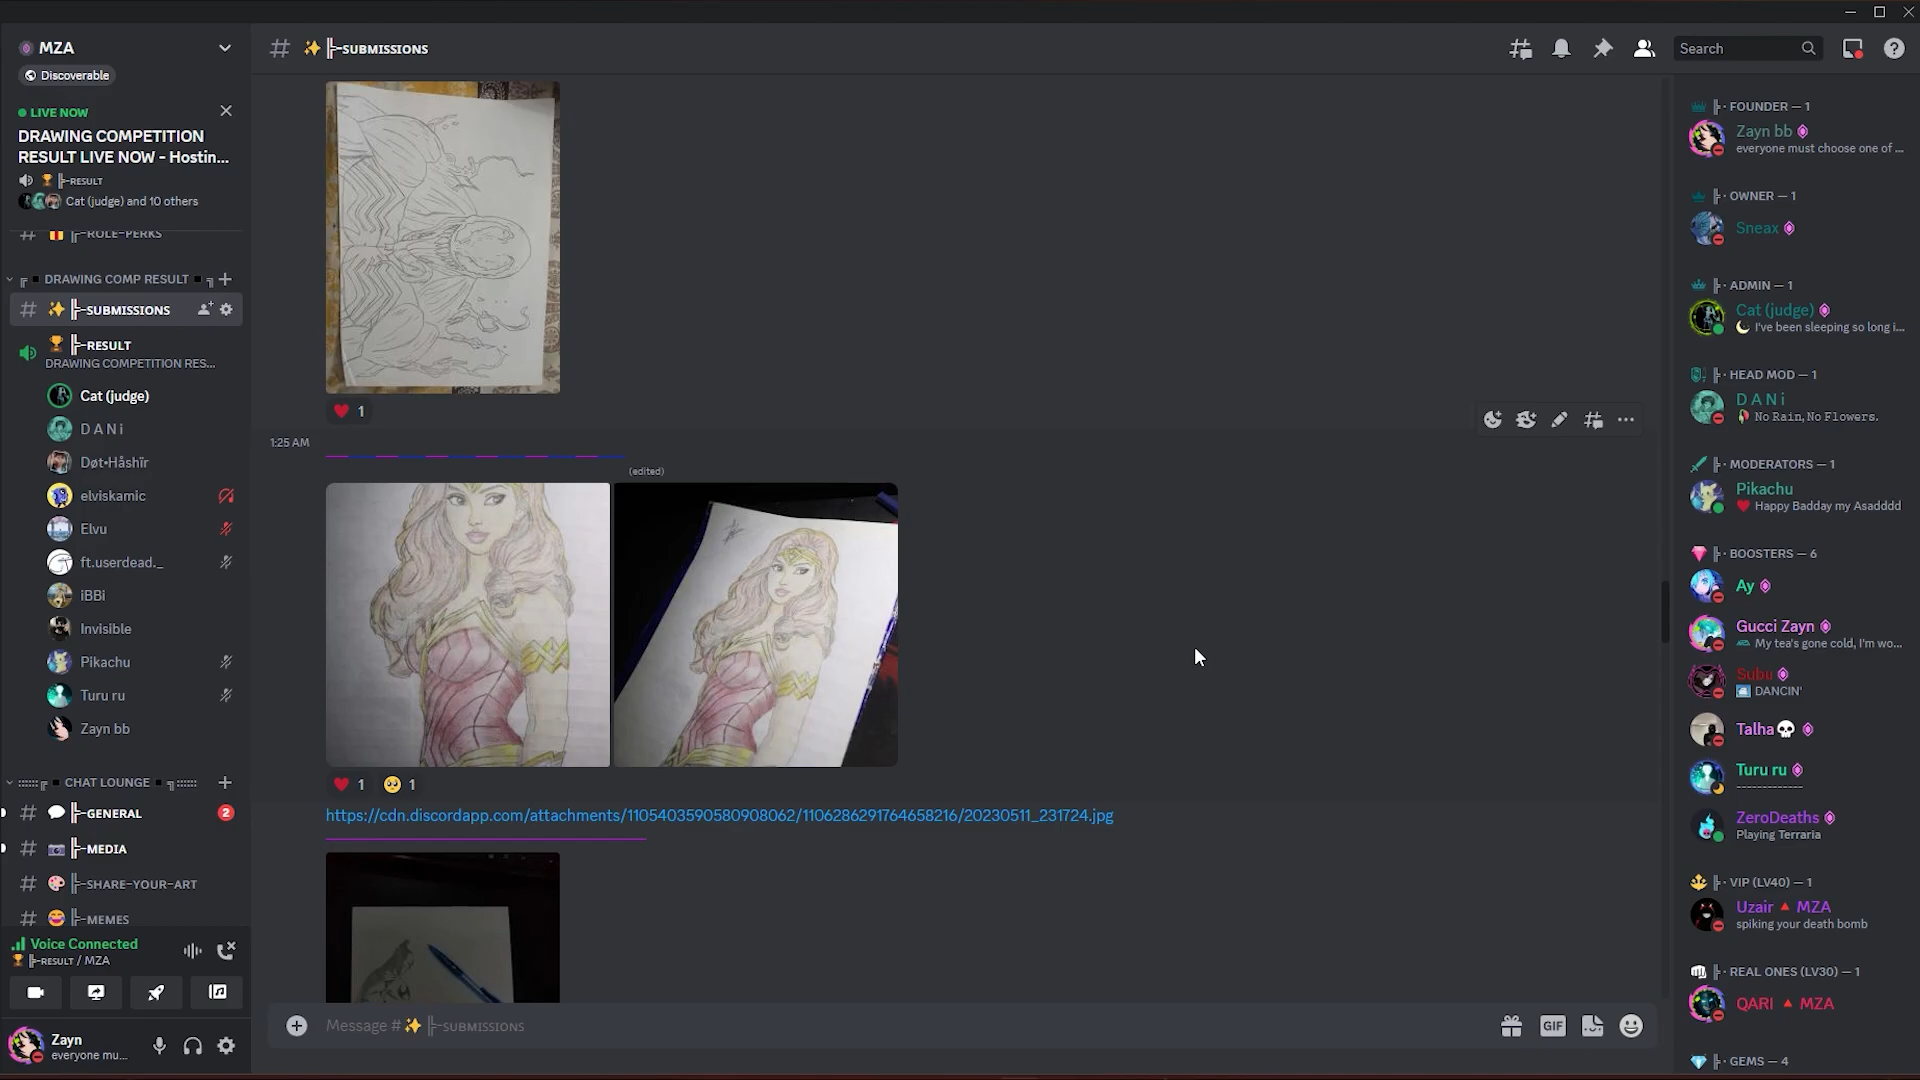 MZA
Discoverable
LIVE NOW
DRAWING COMPETITION
RESULT LIVE NOW - Hostin...
RESULT
Cat (judge) and 10 others
ROLE-PERKS
DRAWING COMP RESULT
SUBMISSIONS
RESULT
DRAWING COMPETITION RES...
Cat (judge)
D A N i
Døt•Håshïr
elviskamic
Elvu
ft.userdead._
iBBi
Invisible
Pikachu
Turu ru
Zayn bb
CHAT LOUNGE
GENERAL
2
MEDIA
SHARE-YOUR-ART
MEMES
Voice Connected
RESULT / MZA
Zayn
everyone mu...
SUBMISSIONS
Search
1
1:25 AM
(edited)
1
1
https://cdn.discordapp.com/attachments/1105403590580908062/1106286291764658216/20230511_231724.jpg
Message # SUBMISSIONS
GIF
FOUNDER — 1
Zayn bb
everyone must choose one of ...
OWNER — 1
Sneax
ADMIN — 1
Cat (judge)
I've been sleeping so long i...
HEAD MOD — 1
D A N i
No Rain, No Flowers.
MODERATORS — 1
Pikachu
Happy Badday my Asadddd
BOOSTERS — 6
Ay
Gucci Zayn
My tea's gone cold, I'm wo...
Subu
DANCIN'
Talha
Turu ru
-------------
ZeroDeaths
Playing Terraria
VIP (LV40) — 1
Uzair 🔺 MZA
spiking your death bomb
REAL ONES (LV30) — 1
QARI 🔺 MZA
GEMS — 4